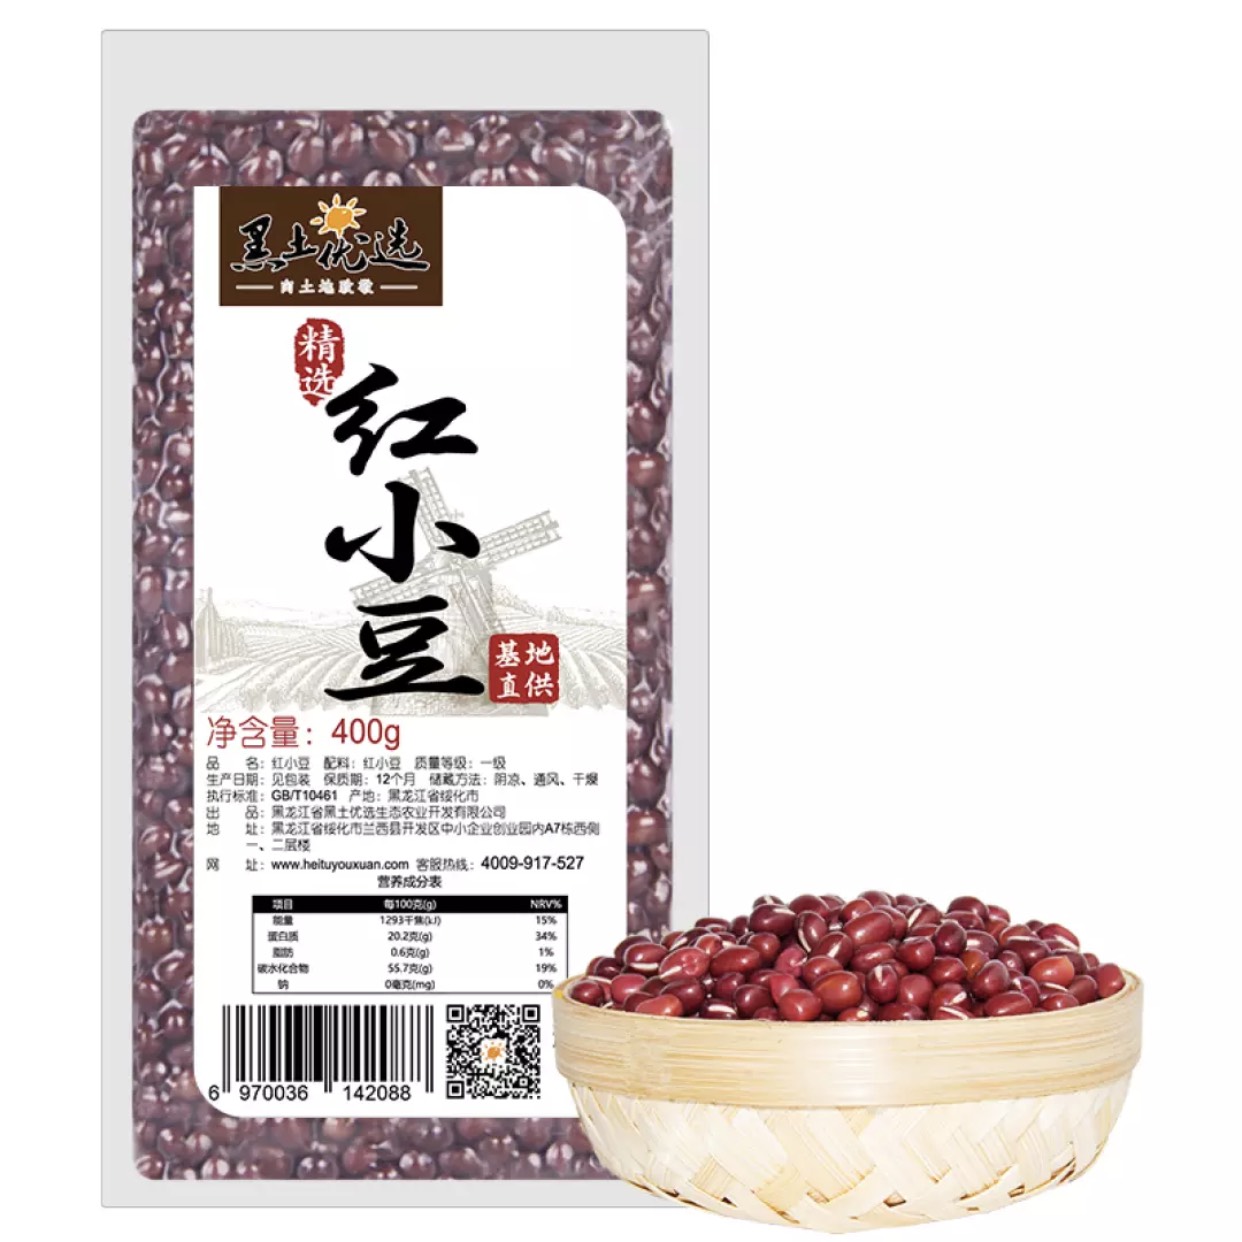 黑土优选
向土地致敬
精选
红小豆
基地
直供
净含量：400g
品 名：红小豆 配料：红小豆 质量等级：一级
生产日期：见包装 保质期：12个月 储藏方法：阴凉、通风、干燥
执行标准：GB/T10461 产地：黑龙江省绥化市
出 品：黑龙江省黑土优选生态农业开发有限公司
地 址：黑龙江省绥化市兰西县开发区中小企业创业园内A7栋西侧
一、二层楼
网 址：www.heituyouxuan.com 客服热线：4009-917-527
营养成分表
项目 每100克(g) NRV%
能量 1293千焦(kJ) 15%
蛋白质 20.2克(g) 34%
脂肪 0.6克(g) 1%
碳水化合物 55.7克(g) 19%
钠 0毫克(mg) 0%
6 970036 142088